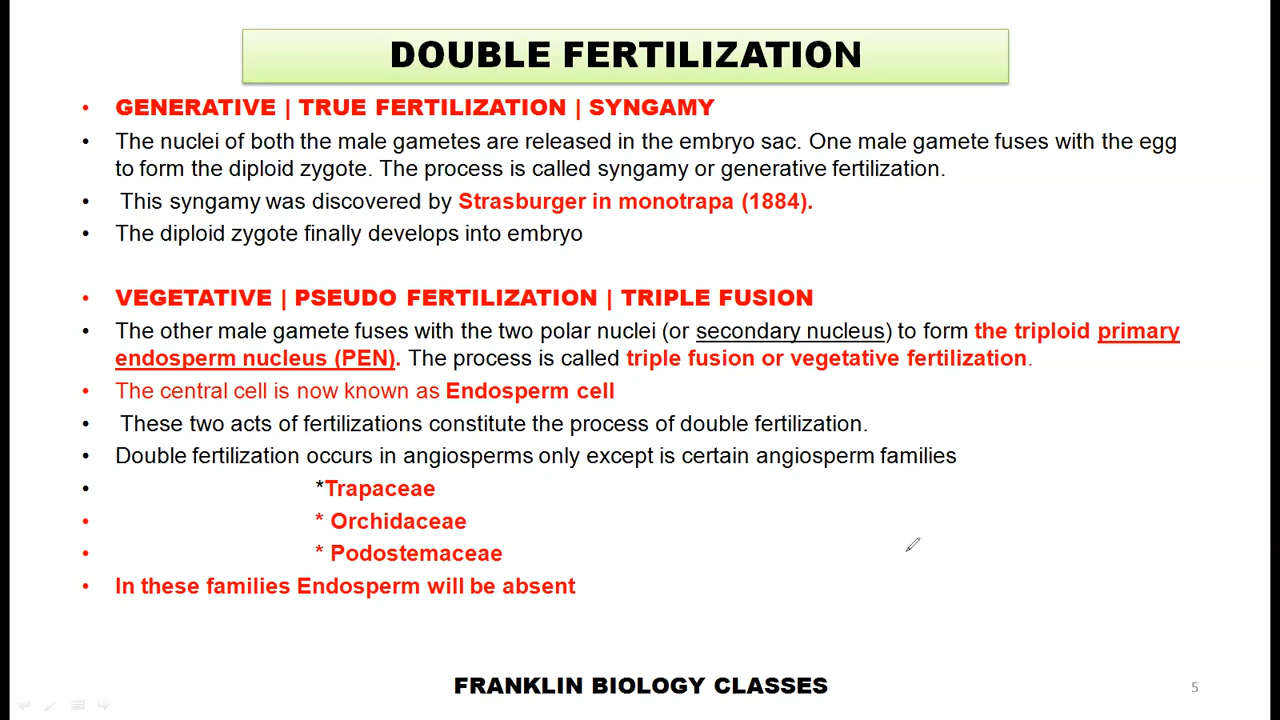 DOUBLE FERTILIZATION
• GENERATIVE | TRUE FERTILIZATION | SYNGAMY
• The nuclei of both the male gametes are released in the embryo sac. One male gamete fuses with the egg
to form the diploid zygote. The process is called syngamy or generative fertilization.
• This syngamy was discovered by Strasburger in monotrapa (1884).
• The diploid zygote finally develops into embryo
• VEGETATIVE | PSEUDO FERTILIZATION | TRIPLE FUSION
• The other male gamete fuses with the two polar nuclei (or secondary nucleus) to form the triploid primary
endosperm nucleus (PEN). The process is called triple fusion or vegetative fertilization.
• The central cell is now known as Endosperm cell
• These two acts of fertilizations constitute the process of double fertilization.
• Double fertilization occurs in angiosperms only except is certain angiosperm families
• *Trapaceae
• * Orchidaceae
• * Podostemaceae
• In these families Endosperm will be absent
FRANKLIN BIOLOGY CLASSES
5